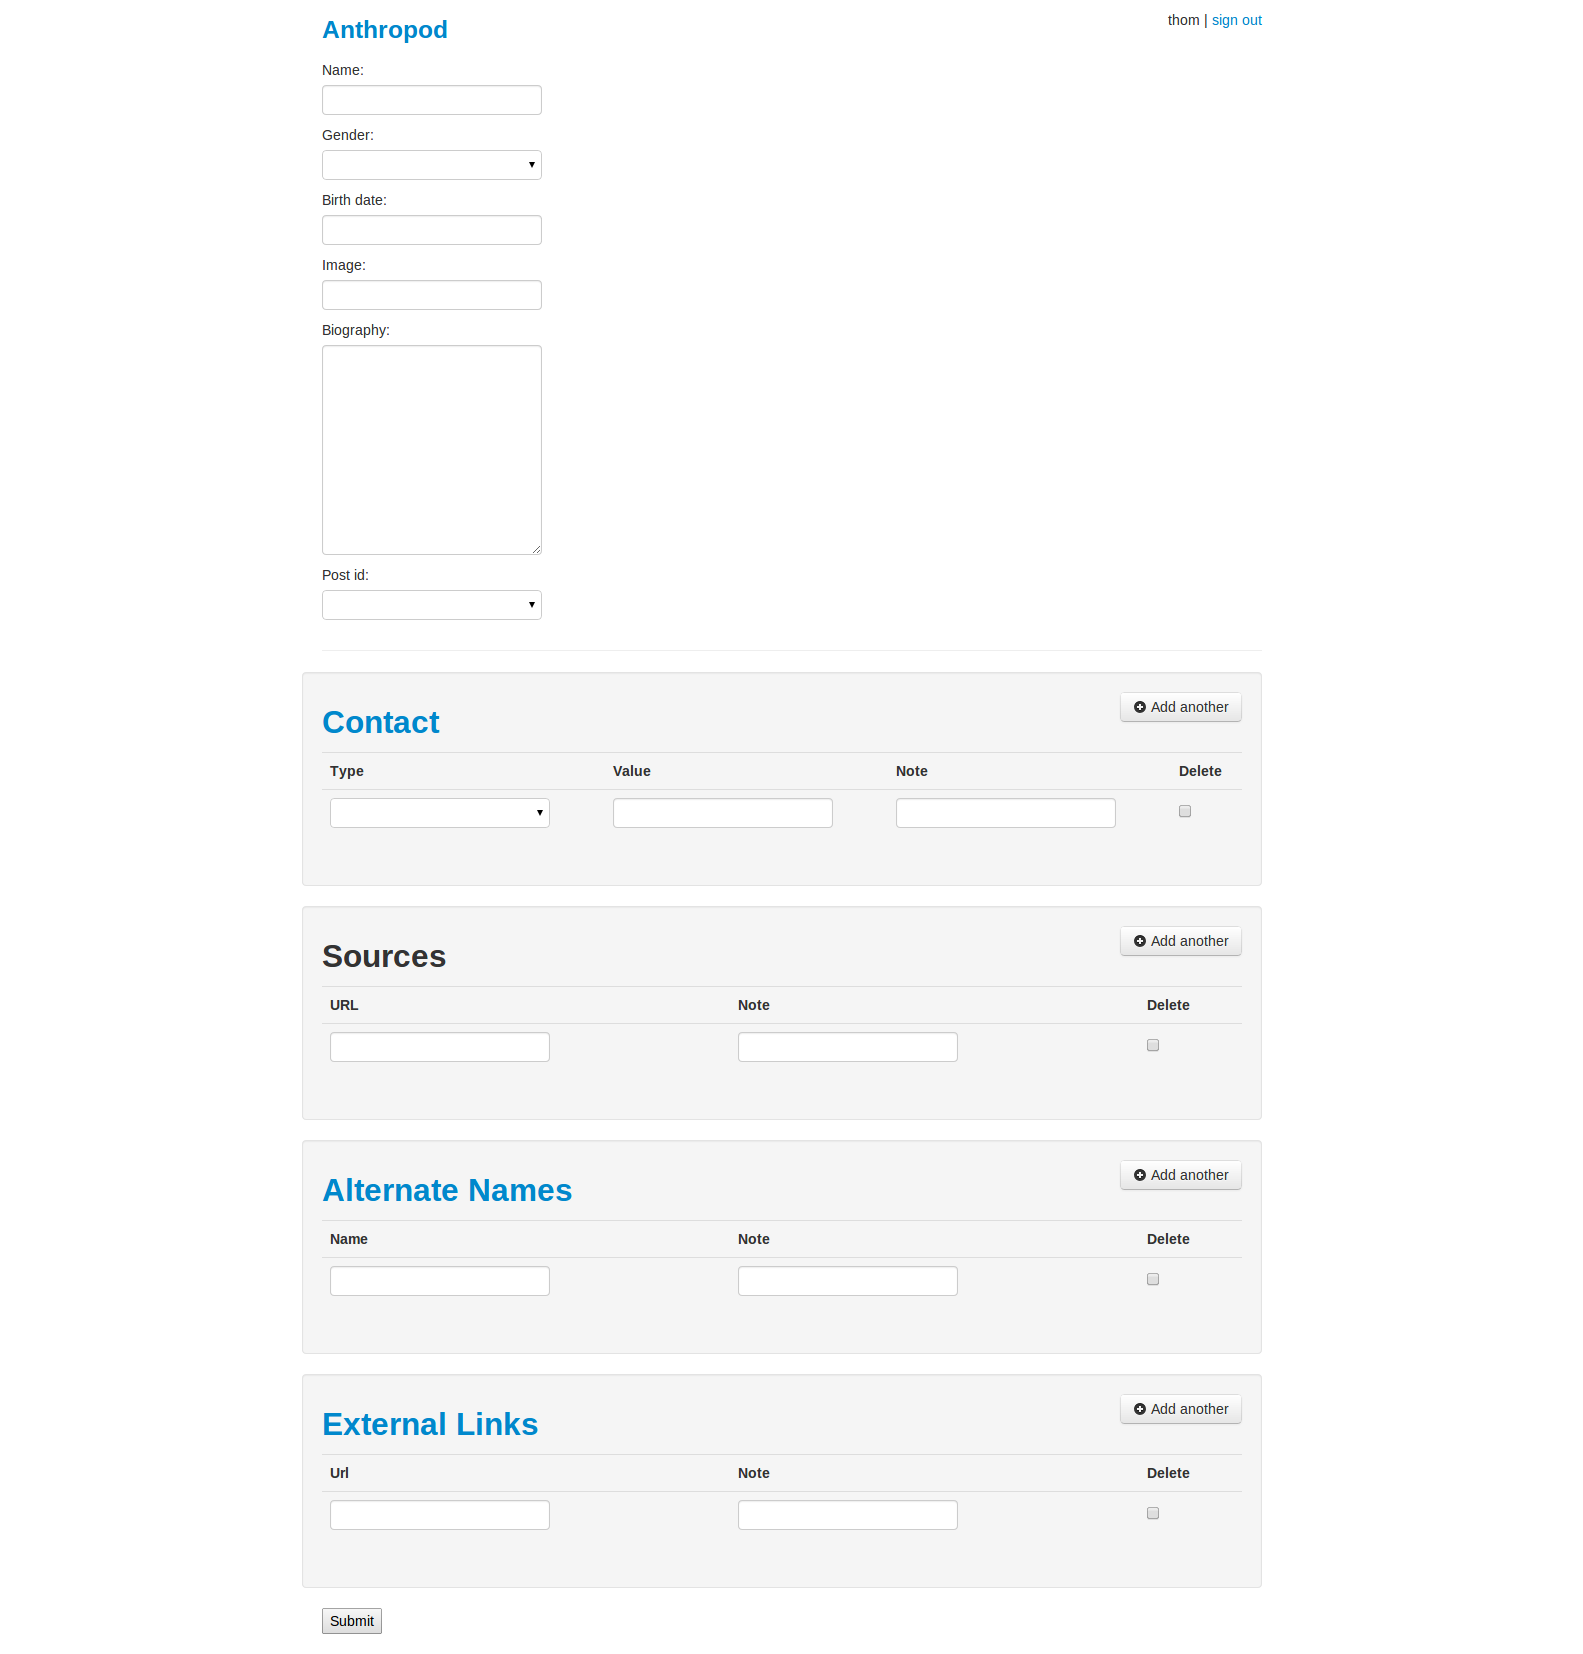 Anthropod
thom | sign out
Name:
Gender:
Birth date:
Image:
Biography:
Post id:
Add another
Contact
Type Value Note Delete
Add another
Sources
URL Note Delete
Add another
Alternate Names
Name Note Delete
Add another
External Links
Url Note Delete
Submit